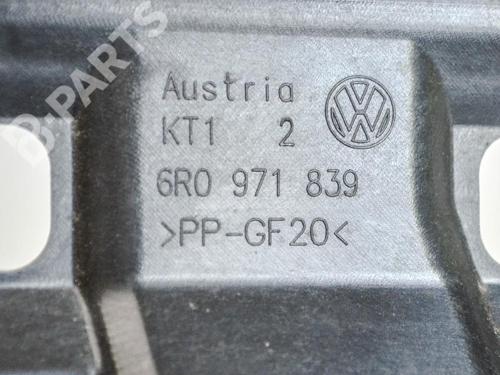 B-PARTS
Austria
KT1 2
6R0 971 839
>PP-GF20<